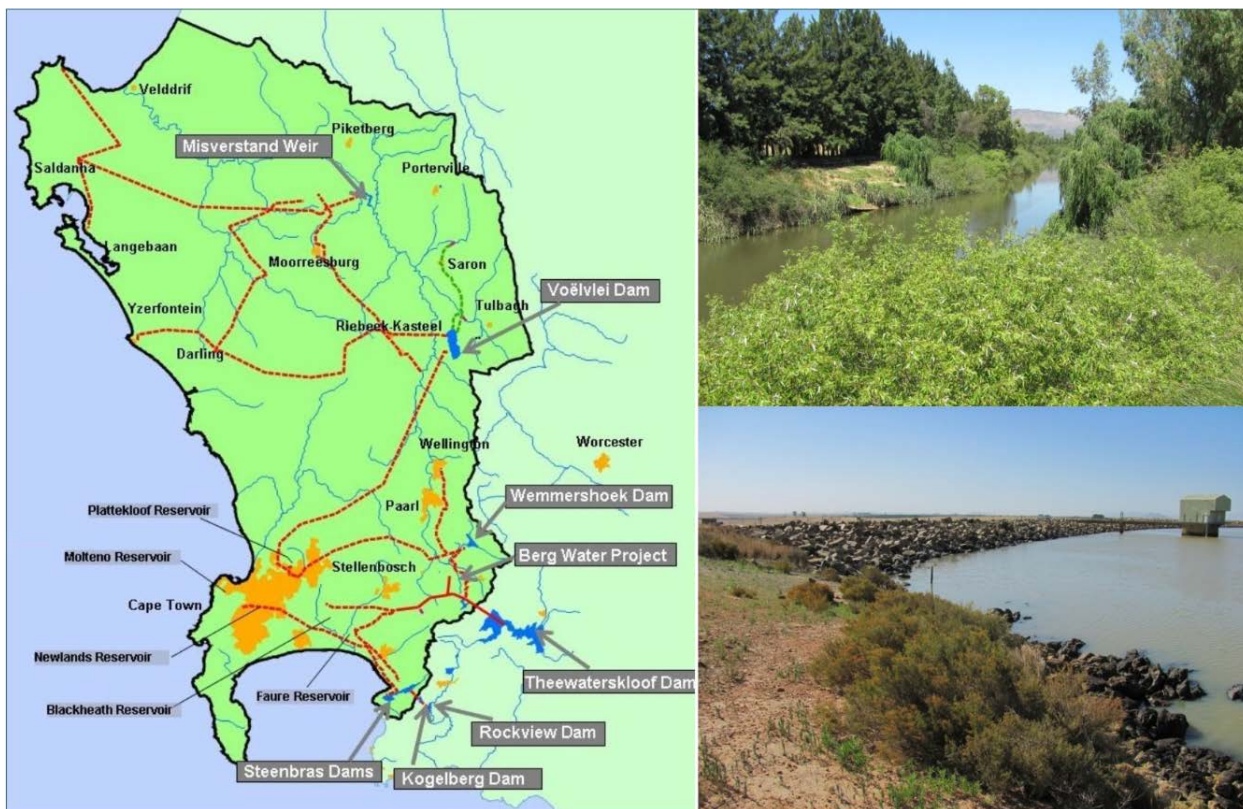 Velddrif
Piketberg
Misverstand Weir
Porterville
Saldanna
Langebaan
Moorreesburg
Saron
Voëlvlei Dam
Yzerfontein
Tulbagh
Riebeek-Kasteel
Darling
Wellington
Worcester
Wemmershoek Dam
Paarl
Plattekloof Reservoir
Berg Water Project
Molteno Reservoir
Stellenbosch
Cape Town
Newlands Reservoir
Theewaterskloof Dam
Faure Reservoir
Blackheath Reservoir
Rockview Dam
Steenbras Dams
Kogelberg Dam